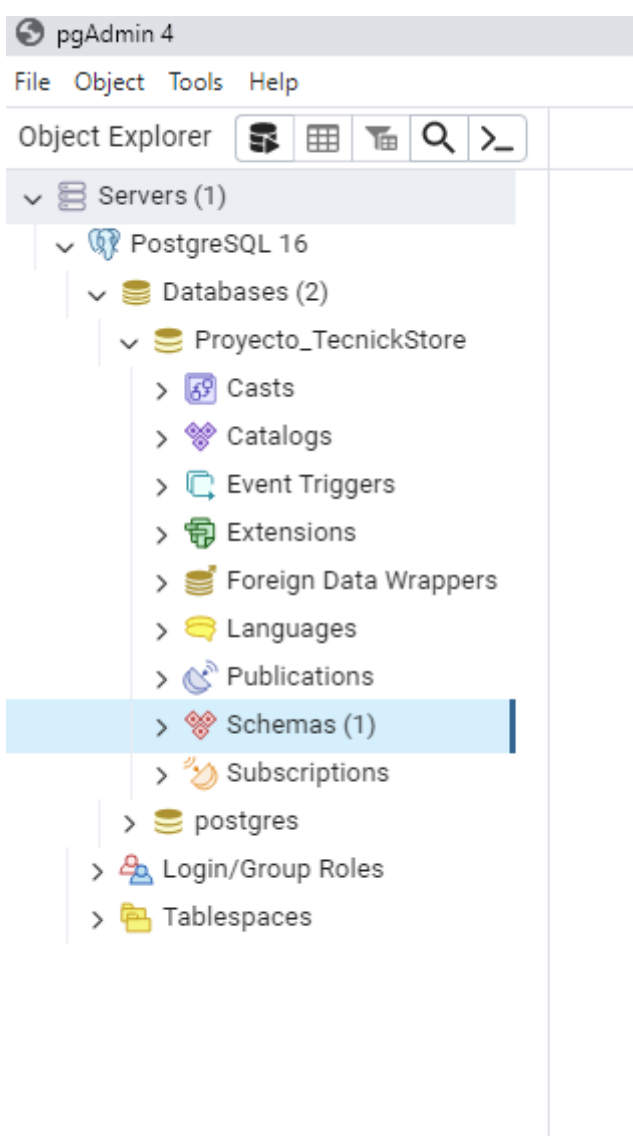 pgAdmin 4
File Object Tools Help
Object Explorer
Servers (1)
PostgreSQL 16
Databases (2)
Proyecto_TecnickStore
Casts
Catalogs
Event Triggers
Extensions
Foreign Data Wrappers
Languages
Publications
Schemas (1)
Subscriptions
postgres
Login/Group Roles
Tablespaces